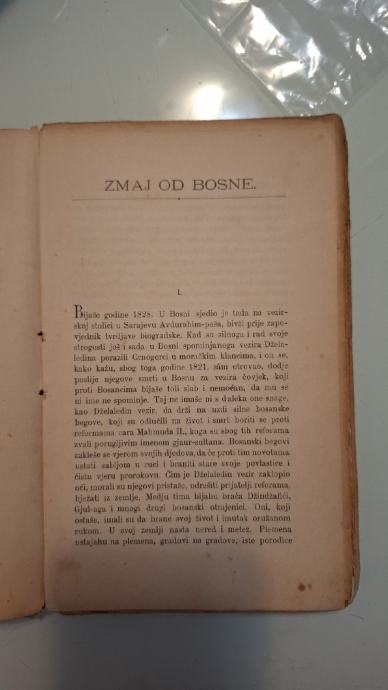 ZMAJ OD BOSNE.
I.
Bijaše godine 1828. U Bosni sjedio je tada na vezir-
skoj stolici u Sarajevu Avdurahim-paša, bivši prije zapo-
vjednik tvrdjave biogradske. Kad su silnoga i rad svoje
strogosti još i sada u Bosni spominjanoga vezira Džela-
ledina porazili Crnogorci u moračkim klancima, i on se,
kako kažu, sbog toga godine 1821. sâm otrovao, dodje
poslije njegove smrti u Bosnu za vezira čovjek, koji
proti Bosancima bijaše toli slab i nemoćan, da mu se
ni ime ne spominje. Taj ne imaše ni s daleka one snage,
kao Dželaledin vezir, da drži na uzdi silne bosanske
begove, koji su odlučili na život i smrt boriti se proti
reformama cara Mahmuda II., koga su sbog tih reforama
zvali porugljivim imenom gjaur-sultana. Bosanski begovi
zakleše se vjerom svojih djedova, da će proti tim novotama
ustati sabljom u ruci i braniti stare svoje povlastice i
čistu vjeru prorokovu. Čim je Dželaledin vezir zaklopio
oči, morali su njegovi pristaše, odrešiti prijatelji reforama,
bježati iz zemlje. Medju tima bijahu braća Džindžafići,
Gjul-aga i mnogi drugi bosanski otmjenici. Oni, koji
ostaše, imali su da brane svoj život i imutak oružanom
rukom. U svoj zemlji nasta nered i metež. Plemena
ustajahu na plemena, gradovi na gradove, iste porodice